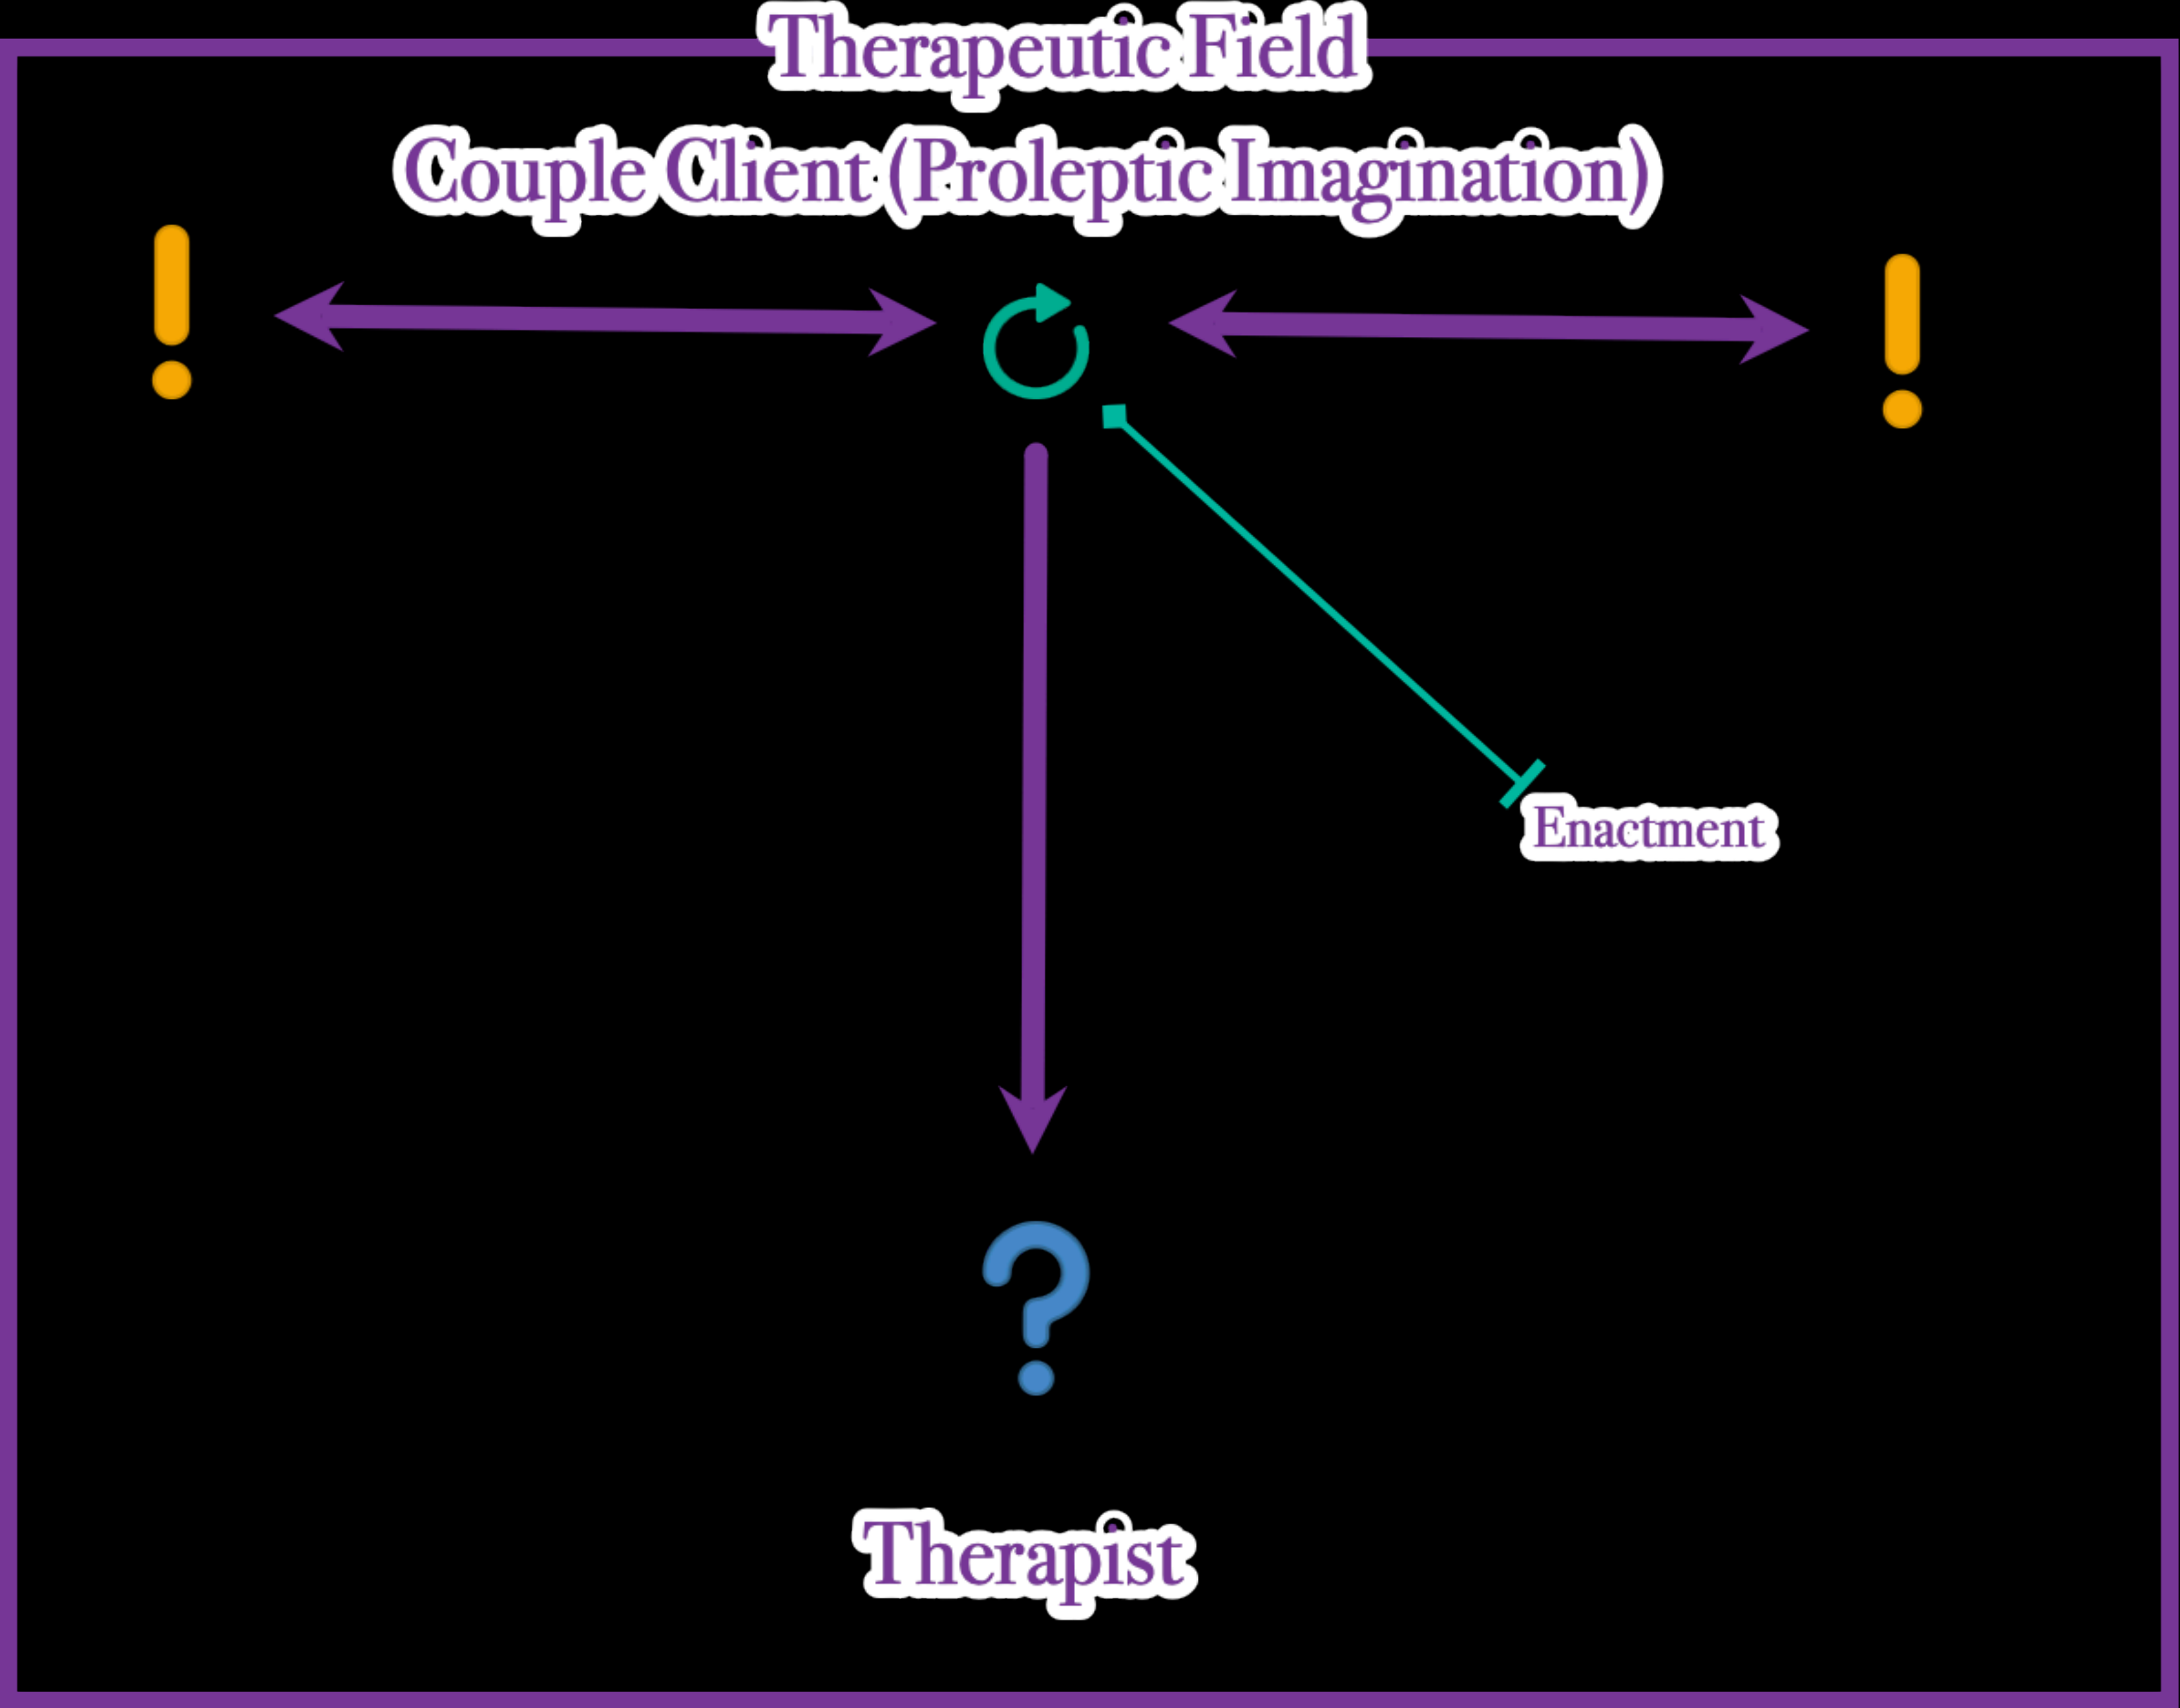 Therapeutic Field
Couple Client (Proleptic Imagination)
Enactment
Therapist